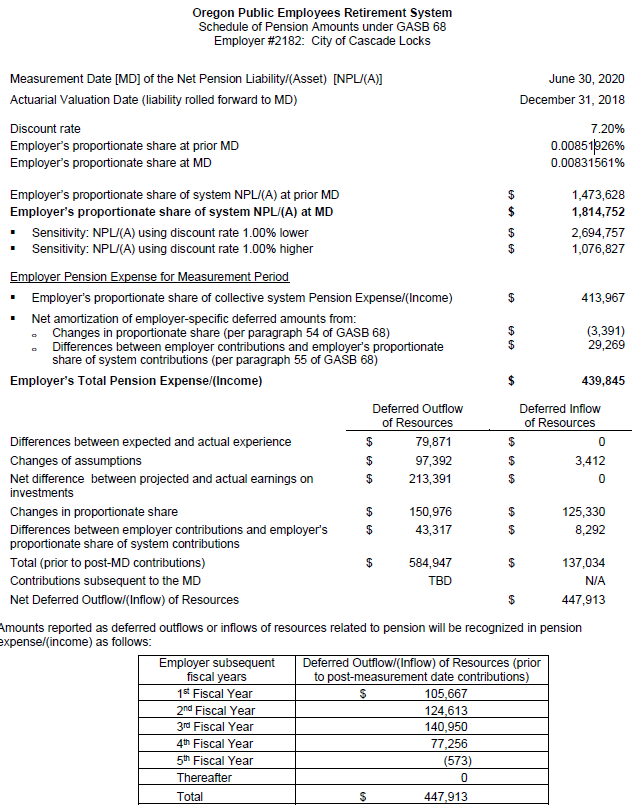 Oregon Public Employees Retirement System
Schedule of Pension Amounts under GASB 68
Employer #2182: City of Cascade Locks
Measurement Date [MD] of the Net Pension Liability/(Asset) [NPL/(A)] June 30, 2020
Actuarial Valuation Date (liability rolled forward to MD) December 31, 2018
Discount rate 7.20%
Employer's proportionate share at prior MD 0.00851926%
Employer's proportionate share at MD 0.00831561%
Employer's proportionate share of system NPL/(A) at prior MD $ 1,473,628
Employer's proportionate share of system NPL/(A) at MD $ 1,814,752
▪ Sensitivity: NPL/(A) using discount rate 1.00% lower $ 2,694,757
▪ Sensitivity: NPL/(A) using discount rate 1.00% higher $ 1,076,827
Employer Pension Expense for Measurement Period
▪ Employer's proportionate share of collective system Pension Expense/(Income) $ 413,967
▪ Net amortization of employer-specific deferred amounts from:
o Changes in proportionate share (per paragraph 54 of GASB 68) $ (3,391)
o Differences between employer contributions and employer's proportionate $ 29,269
share of system contributions (per paragraph 55 of GASB 68)
Employer's Total Pension Expense/(Income) $ 439,845
Deferred Outflow Deferred Inflow
of Resources of Resources
Differences between expected and actual experience $ 79,871 $ 0
Changes of assumptions $ 97,392 $ 3,412
Net difference between projected and actual earnings on $ 213,391 $ 0
investments
Changes in proportionate share $ 150,976 $ 125,330
Differences between employer contributions and employer's $ 43,317 $ 8,292
proportionate share of system contributions
Total (prior to post-MD contributions) $ 584,947 $ 137,034
Contributions subsequent to the MD TBD N/A
Net Deferred Outflow/(Inflow) of Resources $ 447,913
Amounts reported as deferred outflows or inflows of resources related to pension will be recognized in pension
expense/(income) as follows:
Employer subsequent Deferred Outflow/(Inflow) of Resources (prior
fiscal years to post-measurement date contributions)
1st Fiscal Year $ 105,667
2nd Fiscal Year 124,613
3rd Fiscal Year 140,950
4th Fiscal Year 77,256
5th Fiscal Year (573)
Thereafter 0
Total $ 447,913